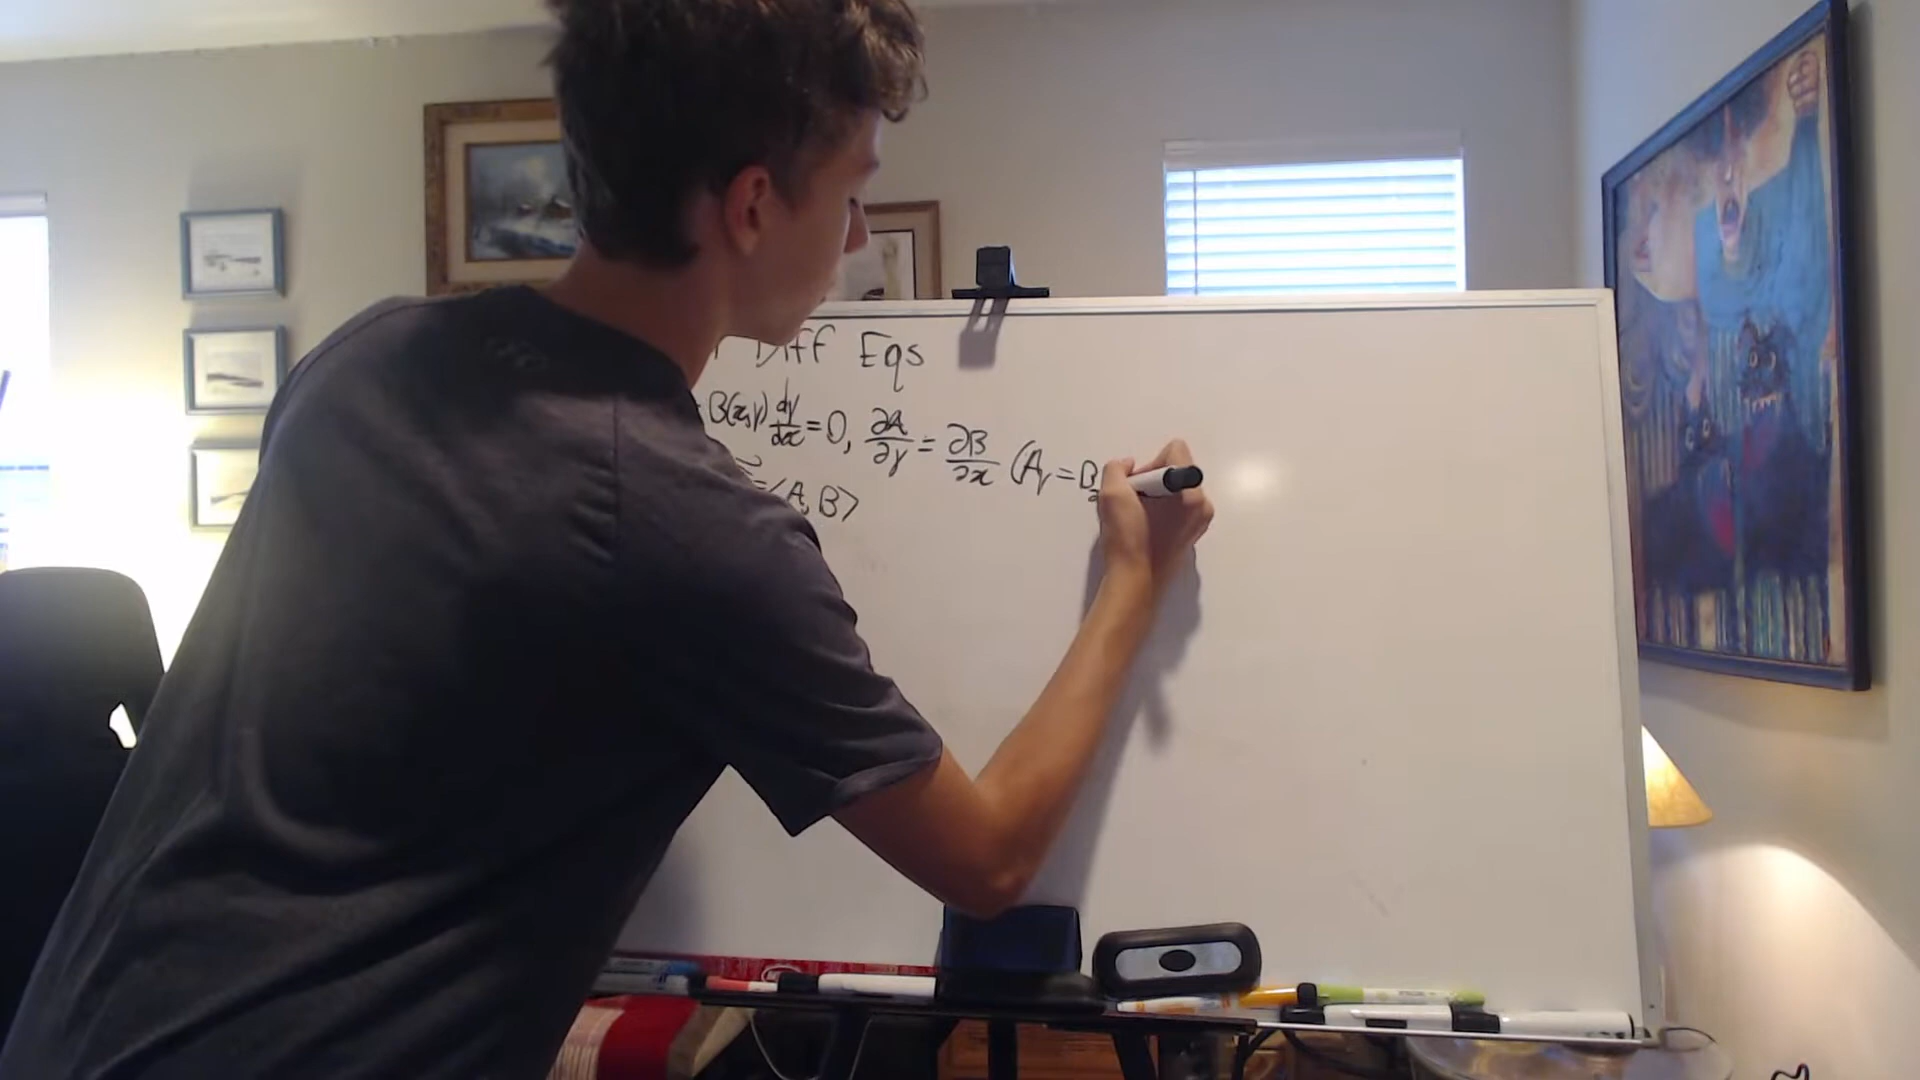 Diff Eqs
B(x,y) dy/dx = 0, ∂A/∂y = ∂B/∂x (A_y = B
= <A, B>